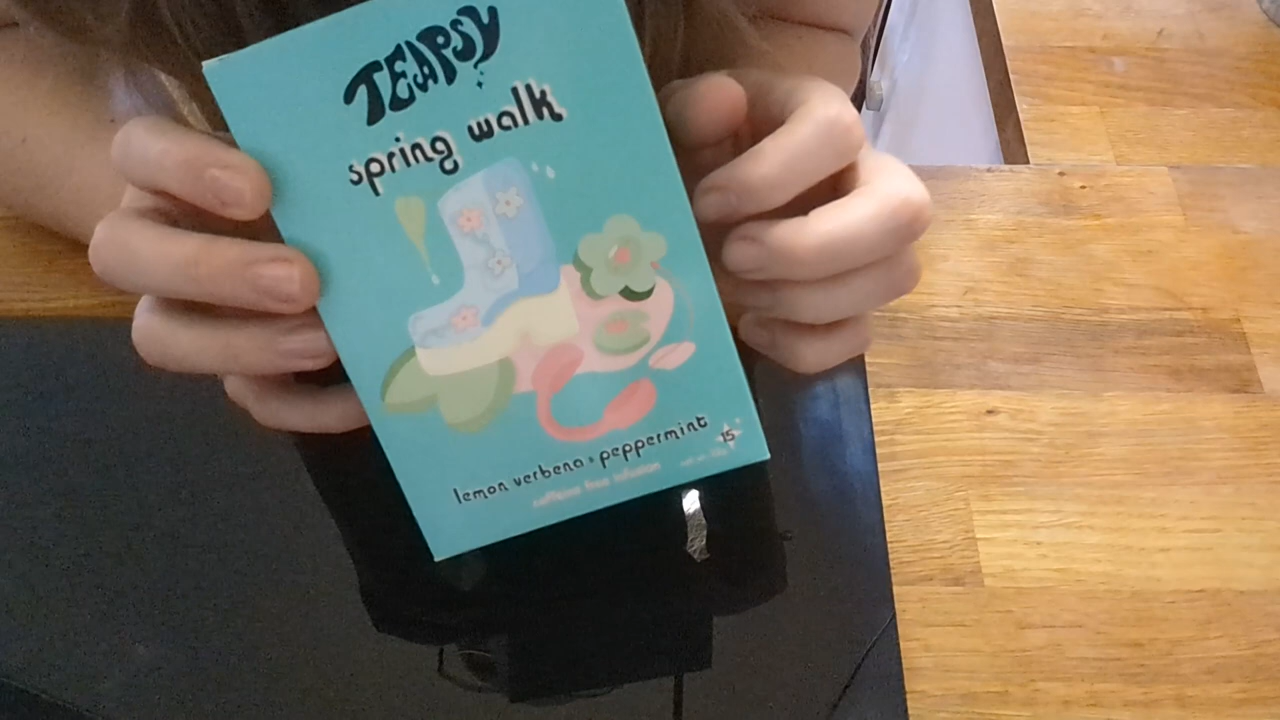 TEAPSY
spring walk
lemon verbena + peppermint
15
caffeine free infusion